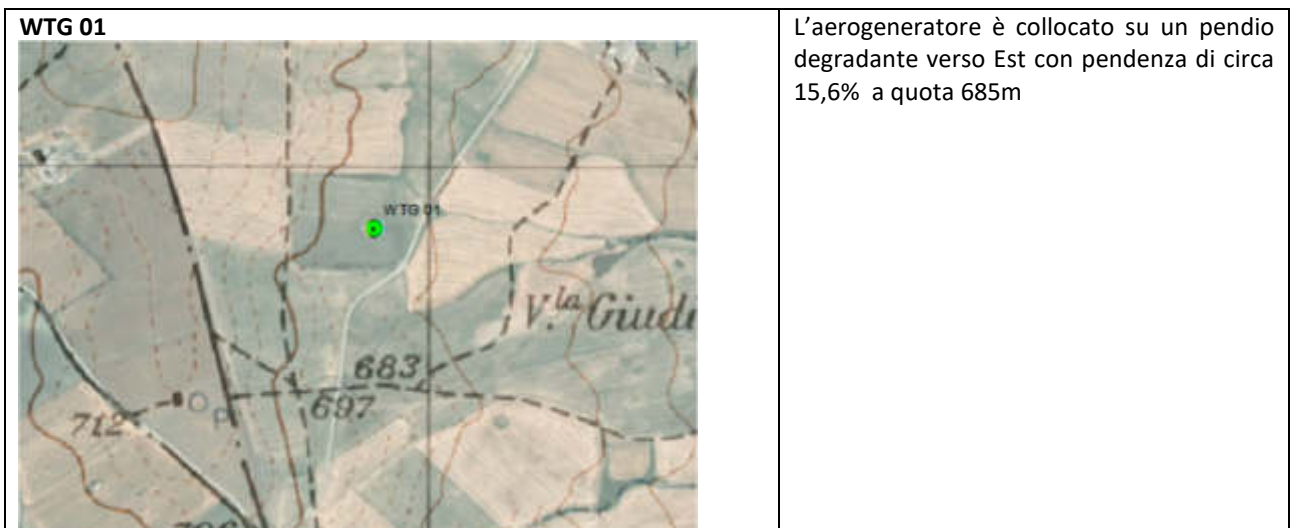 WTG 01
L’aerogeneratore è collocato su un pendio
degradante verso Est con pendenza di circa
15,6% a quota 685m
WTG 01
V.la Giudi
683
697
712
p